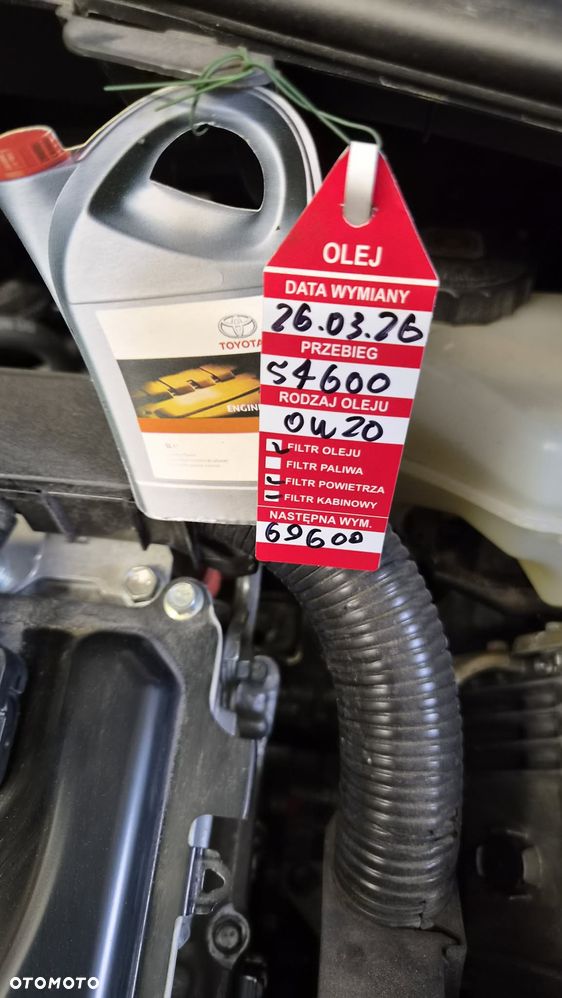 TOYOTA
ENGINE
OLEJ
DATA WYMIANY
26.03.26
PRZEBIEG
54600
RODZAJ OLEJU
0W20
FILTR OLEJU
FILTR PALIWA
FILTR POWIETRZA
FILTR KABINOWY
NASTĘPNA WYM.
69600
OTOMOTO